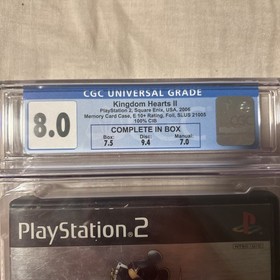 CGC UNIVERSAL GRADE
8.0
Kingdom Hearts II
PlayStation 2, Square Enix, USA, 2006
Memory Card Case, E 10+ Rating, Foil, SLUS 21005
100% CIB
COMPLETE IN BOX
Box: Disc: Manual:
7.5 9.4 7.0
PlayStation®2